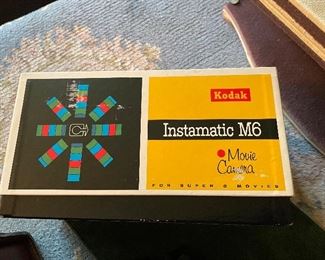 Kodak
Instamatic M6
Movie
Camera
FOR SUPER 8 MOVIES